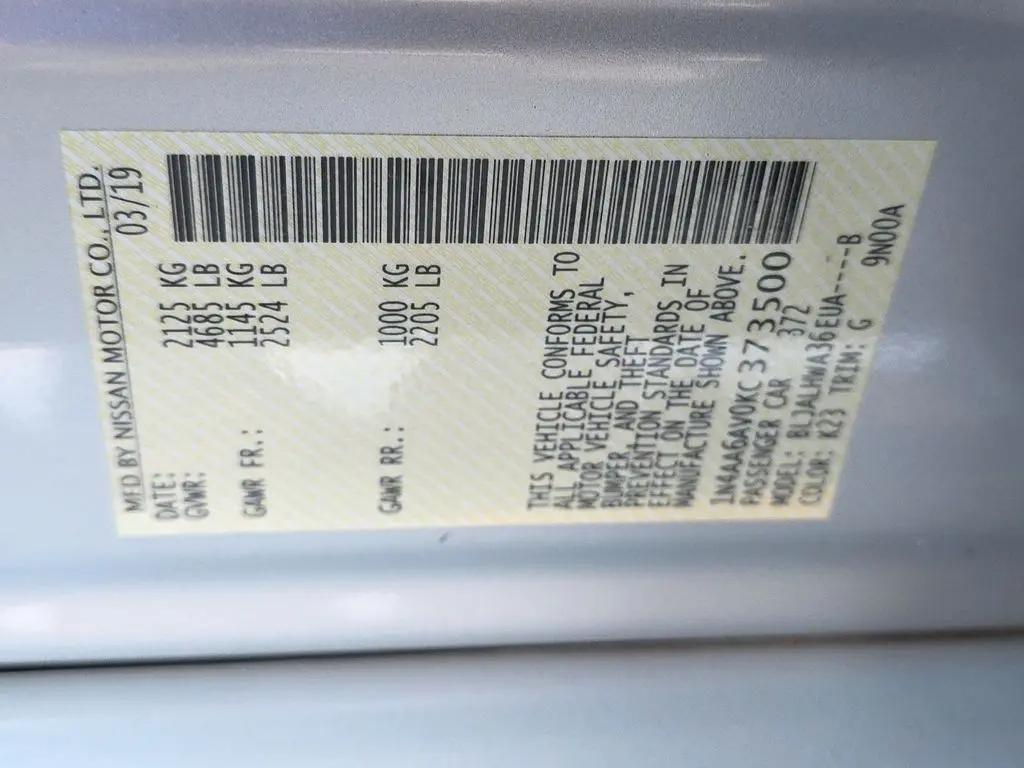 MFD BY NISSAN MOTOR CO., LTD.
DATE: 03/19
GVWR: 2125 KG
4685 LB
GAWR FR.: 1145 KG
2524 LB
GAWR RR.: 1000 KG
2205 LB
THIS VEHICLE CONFORMS TO
ALL APPLICABLE FEDERAL
MOTOR VEHICLE SAFETY,
BUMPER, AND THEFT
PREVENTION STANDARDS IN
EFFECT ON THE DATE OF
MANUFACTURE SHOWN ABOVE.
1N4AA6AV0KC373500
PASSENGER CAR 372
MODEL: BLJALHWA36EUA----B
COLOR: K23 TRIM: G 9N00A